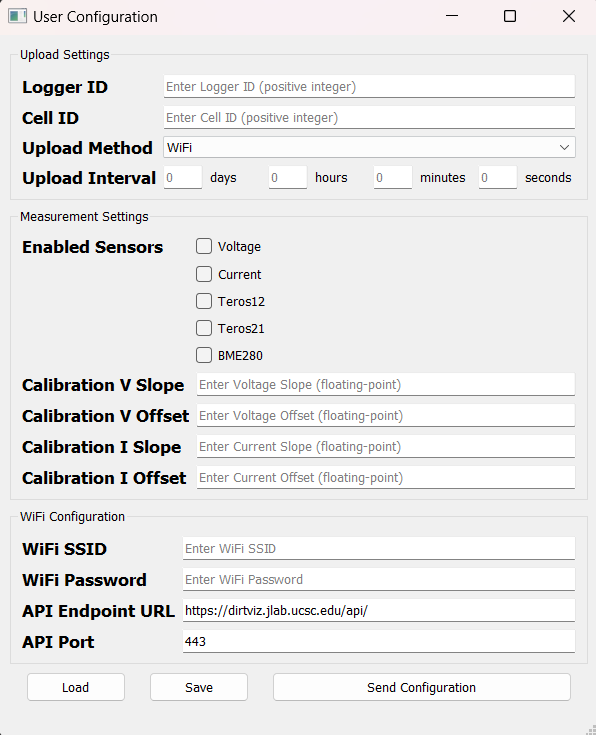 User Configuration
Upload Settings
Logger ID Enter Logger ID (positive integer)
Cell ID Enter Cell ID (positive integer)
Upload Method WiFi
Upload Interval 0 days 0 hours 0 minutes 0 seconds
Measurement Settings
Enabled Sensors Voltage
Current
Teros12
Teros21
BME280
Calibration V Slope Enter Voltage Slope (floating-point)
Calibration V Offset Enter Voltage Offset (floating-point)
Calibration I Slope Enter Current Slope (floating-point)
Calibration I Offset Enter Current Offset (floating-point)
WiFi Configuration
WiFi SSID Enter WiFi SSID
WiFi Password Enter WiFi Password
API Endpoint URL https://dirtviz.jlab.ucsc.edu/api/
API Port 443
Load Save Send Configuration